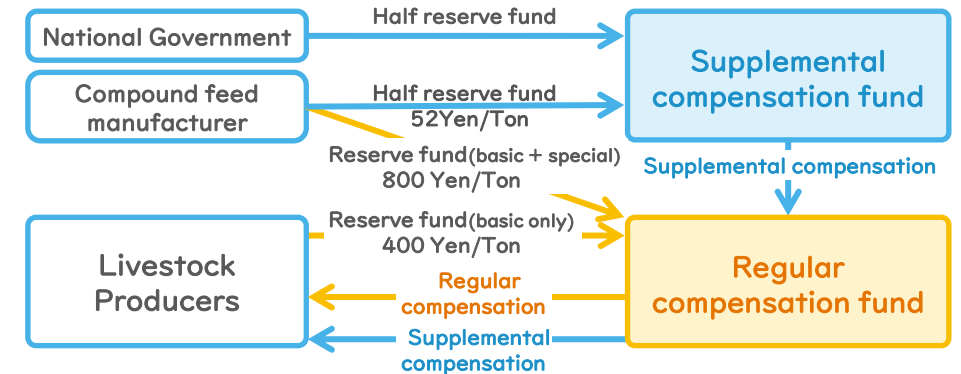 Half reserve fund
National Government
Supplemental
compensation fund
Compound feed
manufacturer
Half reserve fund
52Yen/Ton
Reserve fund(basic + special)
800 Yen/Ton
Supplemental compensation
Reserve fund(basic only)
400 Yen/Ton
Livestock
Producers
Regular
compensation fund
Regular
compensation
Supplemental
compensation